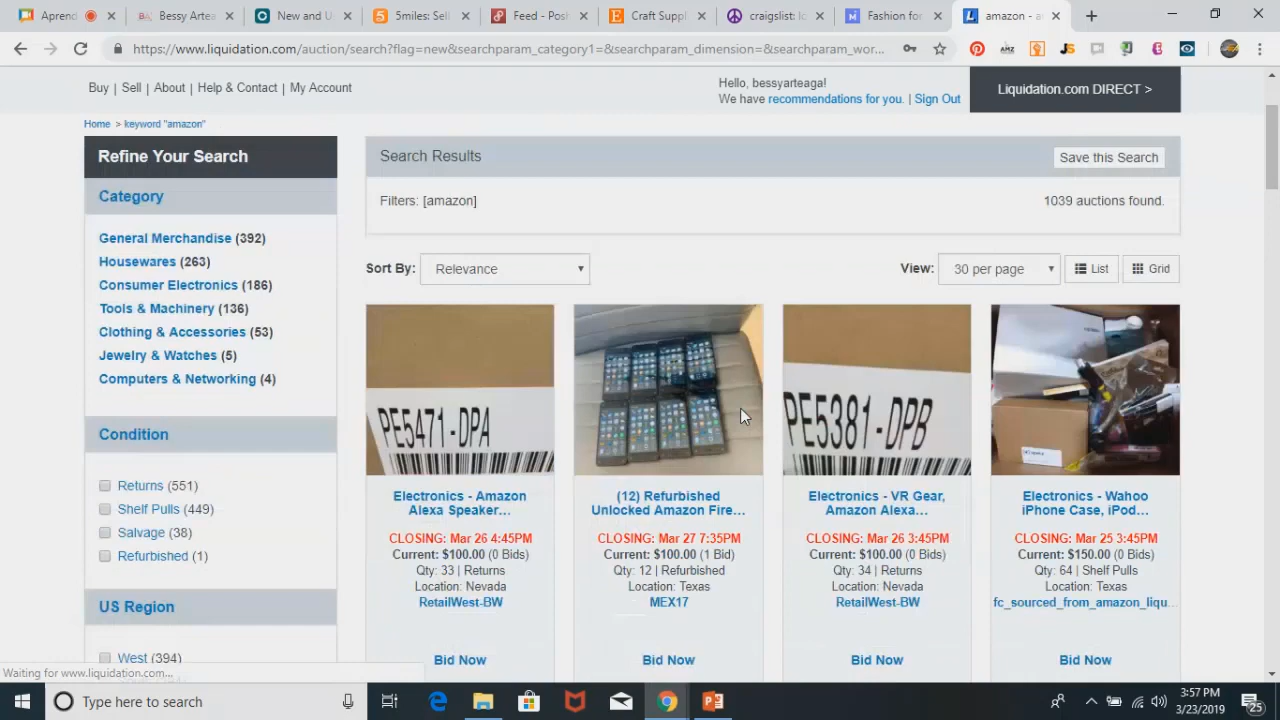 Aprend
Bessy Artea
New and U
5miles: Sel
Feed - Posh
Craft Suppl
craigslist: lo
Fashion for
amazon - a
https://www.liquidation.com/auction/search?flag=new&searchparam_category1=&searchparam_dimension=&searchparam_wor...
Buy | Sell | About | Help & Contact | My Account
Hello, bessyarteaga!
We have recommendations for you. | Sign Out
Liquidation.com DIRECT >
Home > keyword "amazon"
Refine Your Search
Category
General Merchandise (392)
Housewares (263)
Consumer Electronics (186)
Tools & Machinery (136)
Clothing & Accessories (53)
Jewelry & Watches (5)
Computers & Networking (4)
Condition
Returns (551)
Shelf Pulls (449)
Salvage (38)
Refurbished (1)
US Region
West (394)
Search Results
Save this Search
Filters: [amazon]
1039 auctions found.
Sort By: Relevance
View: 30 per page
List
Grid
PE5471-DPA
Electronics - Amazon
Alexa Speaker...
CLOSING: Mar 26 4:45PM
Current: $100.00 (0 Bids)
Qty: 33 | Returns
Location: Nevada
RetailWest-BW
Bid Now
(12) Refurbished
Unlocked Amazon Fire...
CLOSING: Mar 27 7:35PM
Current: $100.00 (1 Bid)
Qty: 12 | Refurbished
Location: Texas
MEX17
Bid Now
PE5381-DPB
Electronics - VR Gear,
Amazon Alexa...
CLOSING: Mar 26 3:45PM
Current: $100.00 (0 Bids)
Qty: 34 | Returns
Location: Nevada
RetailWest-BW
Bid Now
Electronics - Wahoo
iPhone Case, iPod...
CLOSING: Mar 25 3:45PM
Current: $150.00 (0 Bids)
Qty: 64 | Shelf Pulls
Location: Texas
fc_sourced_from_amazon_liqu...
Bid Now
Waiting for www.liquidation.com...
Type here to search
3:57 PM
3/23/2019
25